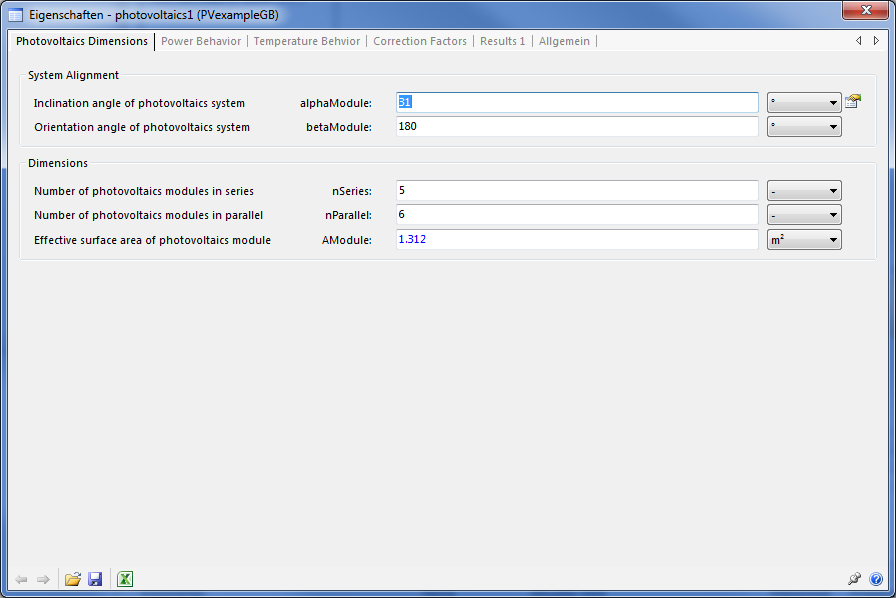 Eigenschaften - photovoltaics1 (PVexampleGB)
Photovoltaics Dimensions | Power Behavior | Temperature Behvior | Correction Factors | Results 1 | Allgemein |
System Alignment
Inclination angle of photovoltaics system alphaModule: 31 °
Orientation angle of photovoltaics system betaModule: 180 °
Dimensions
Number of photovoltaics modules in series nSeries: 5 -
Number of photovoltaics modules in parallel nParallel: 6 -
Effective surface area of photovoltaics module AModule: 1.312 m²